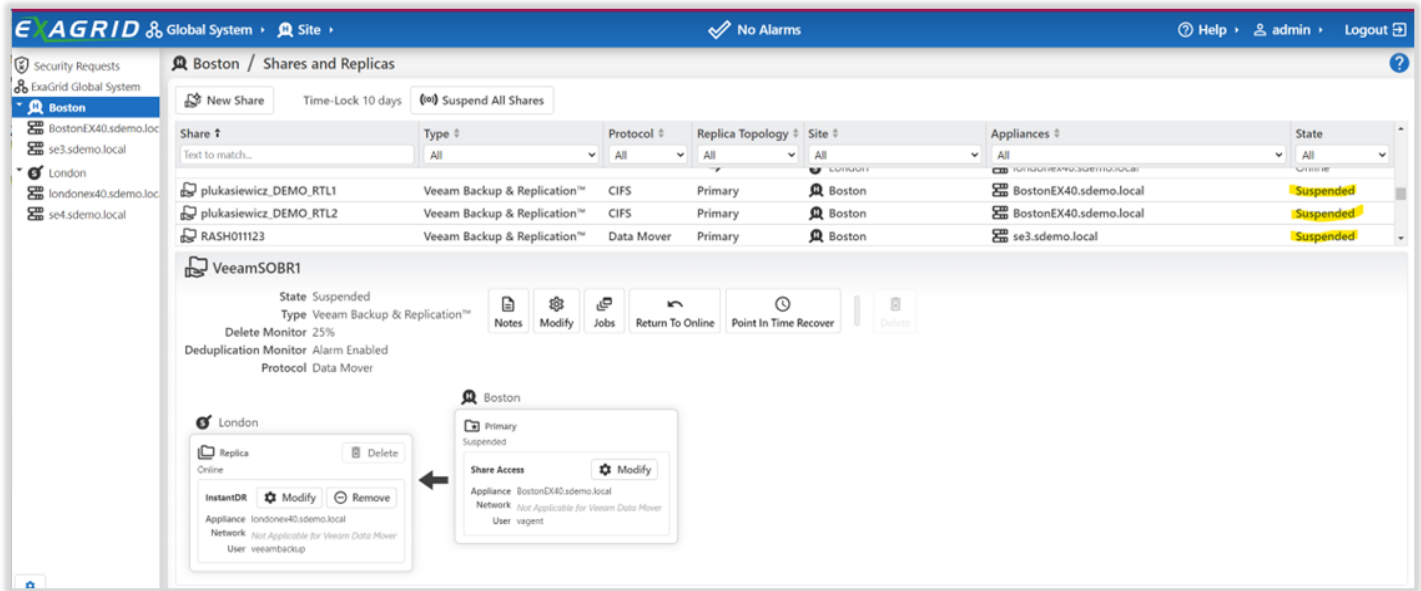 EXAGRID Global System › Site › No Alarms Help › admin › Logout
Security Requests
ExaGrid Global System
Boston
BostonEX40.sdemo.loc
se3.sdemo.local
London
londonex40.sdemo.loc
se4.sdemo.local
Boston / Shares and Replicas ?
New Share Time-Lock 10 days Suspend All Shares
Share Type Protocol Replica Topology Site Appliances State
Text to match... All All All All All All
London londonex40.sdemo.local Online
plukasiewicz_DEMO_RTL1 Veeam Backup & Replication™ CIFS Primary Boston BostonEX40.sdemo.local Suspended
plukasiewicz_DEMO_RTL2 Veeam Backup & Replication™ CIFS Primary Boston BostonEX40.sdemo.local Suspended
RASH011123 Veeam Backup & Replication™ Data Mover Primary Boston se3.sdemo.local Suspended
VeeamSOBR1
State Suspended
Type Veeam Backup & Replication™
Delete Monitor 25%
Deduplication Monitor Alarm Enabled
Protocol Data Mover
Notes Modify Jobs Return To Online Point In Time Recover Delete
London
Replica Delete
Online
InstantDR Modify Remove
Appliance londonex40.sdemo.local
Network Not Applicable for Veeam Data Mover
User veeambackup
Boston
Primary
Suspended
Share Access Modify
Appliance BostonEX40.sdemo.local
Network Not Applicable for Veeam Data Mover
User vagent